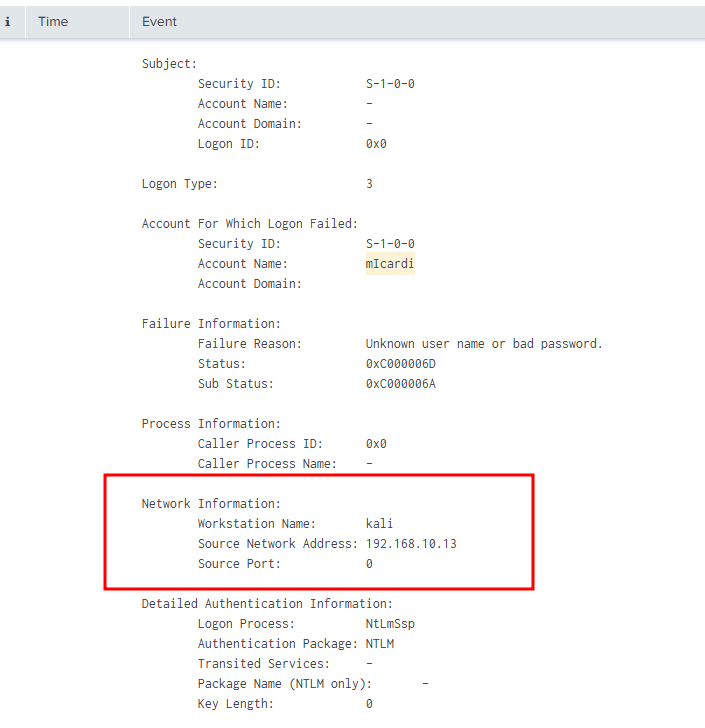 i Time Event
Subject:
Security ID: S-1-0-0
Account Name: -
Account Domain: -
Logon ID: 0x0
Logon Type: 3
Account For Which Logon Failed:
Security ID: S-1-0-0
Account Name: mIcardi
Account Domain:
Failure Information:
Failure Reason: Unknown user name or bad password.
Status: 0xC000006D
Sub Status: 0xC000006A
Process Information:
Caller Process ID: 0x0
Caller Process Name: -
Network Information:
Workstation Name: kali
Source Network Address: 192.168.10.13
Source Port: 0
Detailed Authentication Information:
Logon Process: NtLmSsp
Authentication Package: NTLM
Transited Services: -
Package Name (NTLM only): -
Key Length: 0